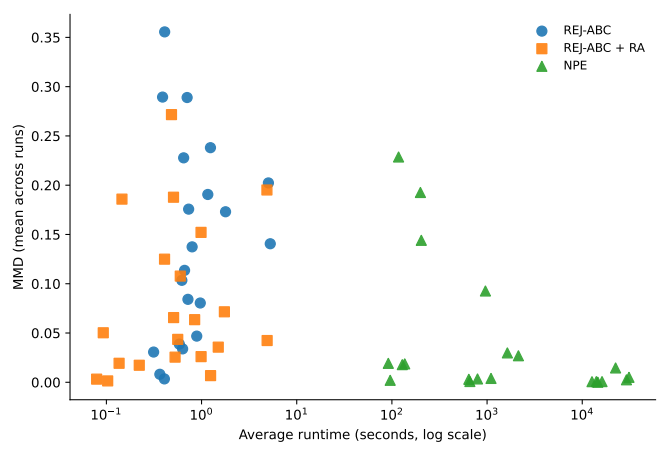 REJ-ABC
REJ-ABC + RA
NPE
MMD (mean across runs)
0.35
0.30
0.25
0.20
0.15
0.10
0.05
0.00
10⁻¹ 10⁰ 10¹ 10² 10³ 10⁴
Average runtime (seconds, log scale)